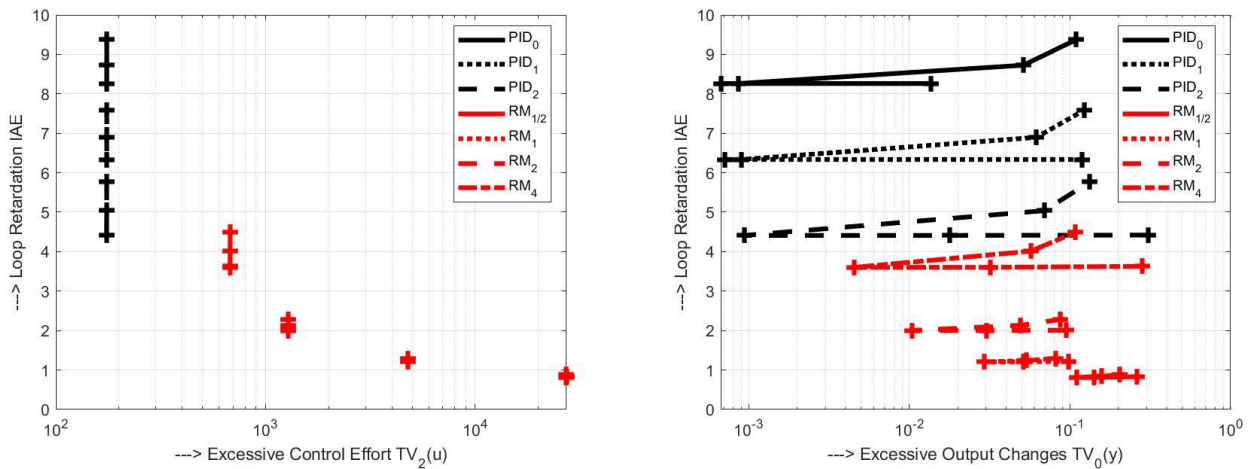 10
9
8
7
6
5
4
3
2
1
0
---> Loop Retardation IAE
10²
10³
10⁴
---> Excessive Control Effort TV₂(u)
PID₀
PID₁
PID₂
RM₁/₂
RM₁
RM₂
RM₄
10
9
8
7
6
5
4
3
2
1
0
---> Loop Retardation IAE
10⁻³
10⁻²
10⁻¹
10⁰
---> Excessive Output Changes TV₀(y)
PID₀
PID₁
PID₂
RM₁/₂
RM₁
RM₂
RM₄